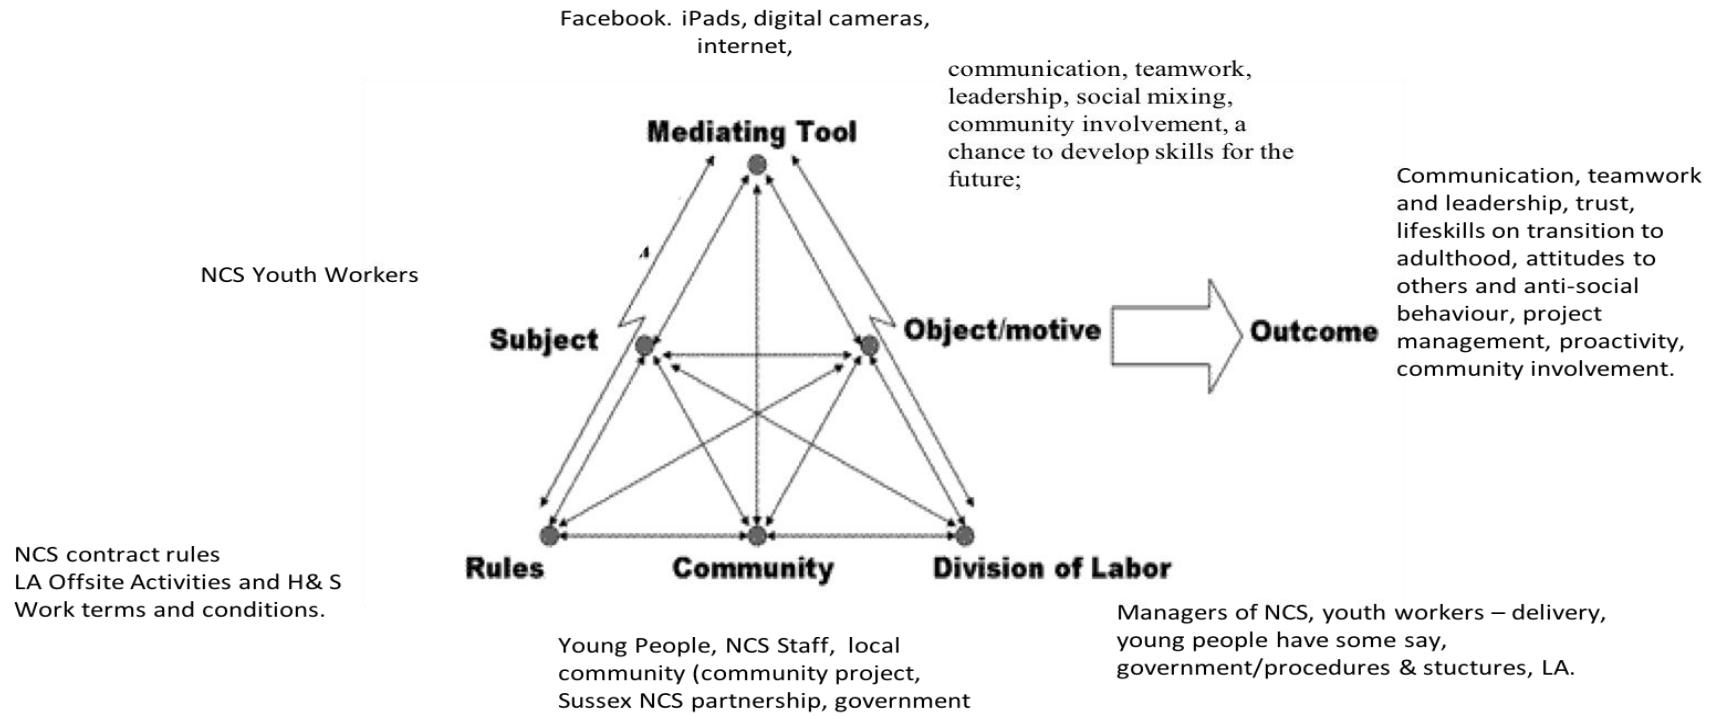 Facebook. iPads, digital cameras,
internet,
communication, teamwork,
leadership, social mixing,
community involvement, a
chance to develop skills for the
future;
Mediating Tool
Communication, teamwork
and leadership, trust,
lifeskills on transition to
adulthood, attitudes to
others and anti-social
behaviour, project
management, proactivity,
community involvement.
NCS Youth Workers
Subject
Object/motive
Outcome
NCS contract rules
LA Offsite Activities and H& S
Work terms and conditions.
Rules
Community
Division of Labor
Young People, NCS Staff, local
community (community project,
Sussex NCS partnership, government
Managers of NCS, youth workers – delivery,
young people have some say,
government/procedures & stuctures, LA.